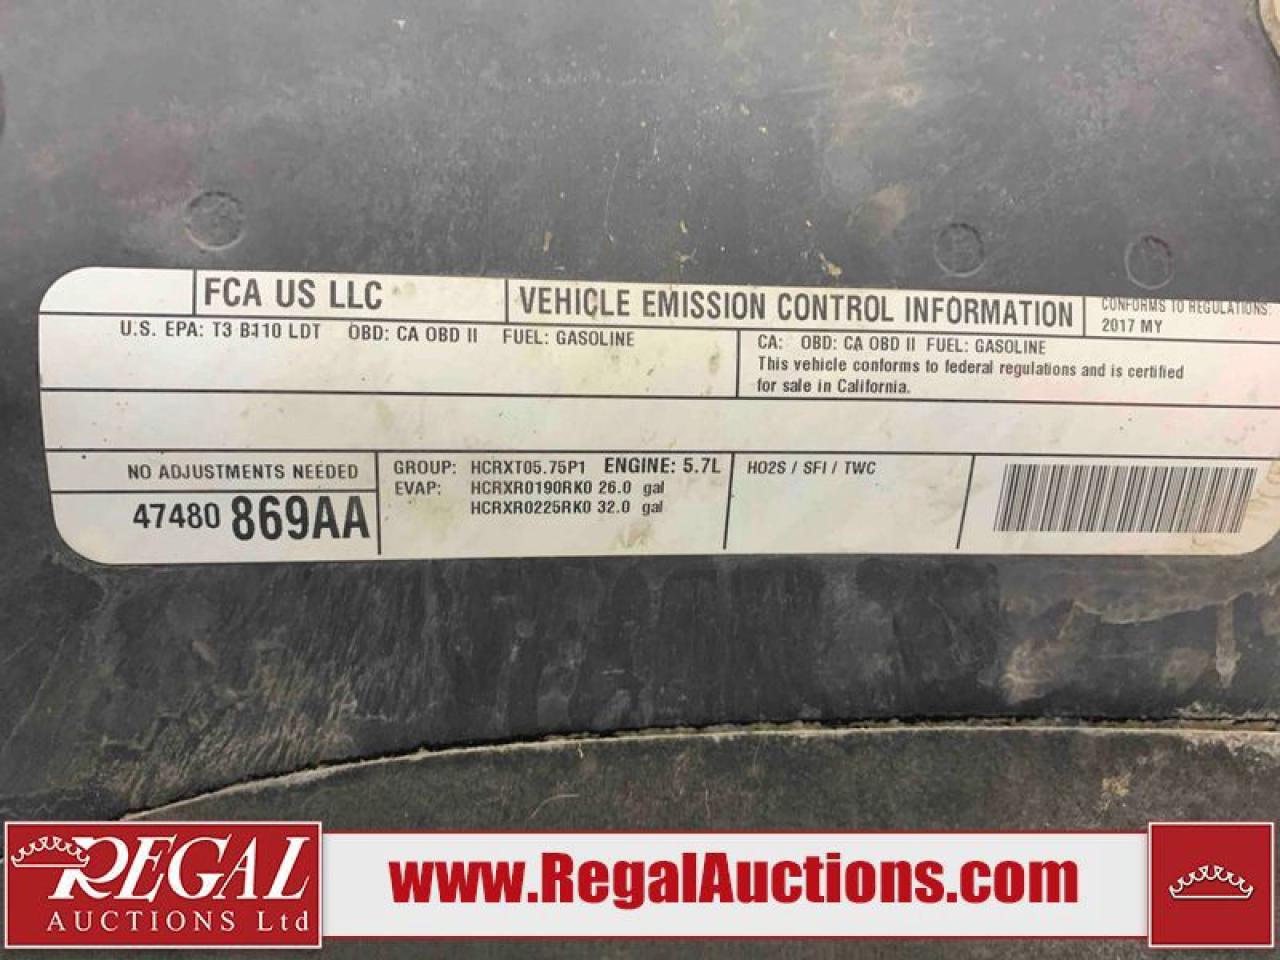 FCA US LLC
VEHICLE EMISSION CONTROL INFORMATION
CONFORMS TO REGULATIONS:
2017 MY
U.S. EPA: T3 B110 LDT OBD: CA OBD II FUEL: GASOLINE
CA: OBD: CA OBD II FUEL: GASOLINE
This vehicle conforms to federal regulations and is certified
for sale in California.
NO ADJUSTMENTS NEEDED
47480 869AA
GROUP: HCRXT05.75P1 ENGINE: 5.7L
EVAP: HCRXR0190RK0 26.0 gal
HCRXR0225RK0 32.0 gal
HO2S / SFI / TWC
REGAL
AUCTIONS Ltd
www.RegalAuctions.com